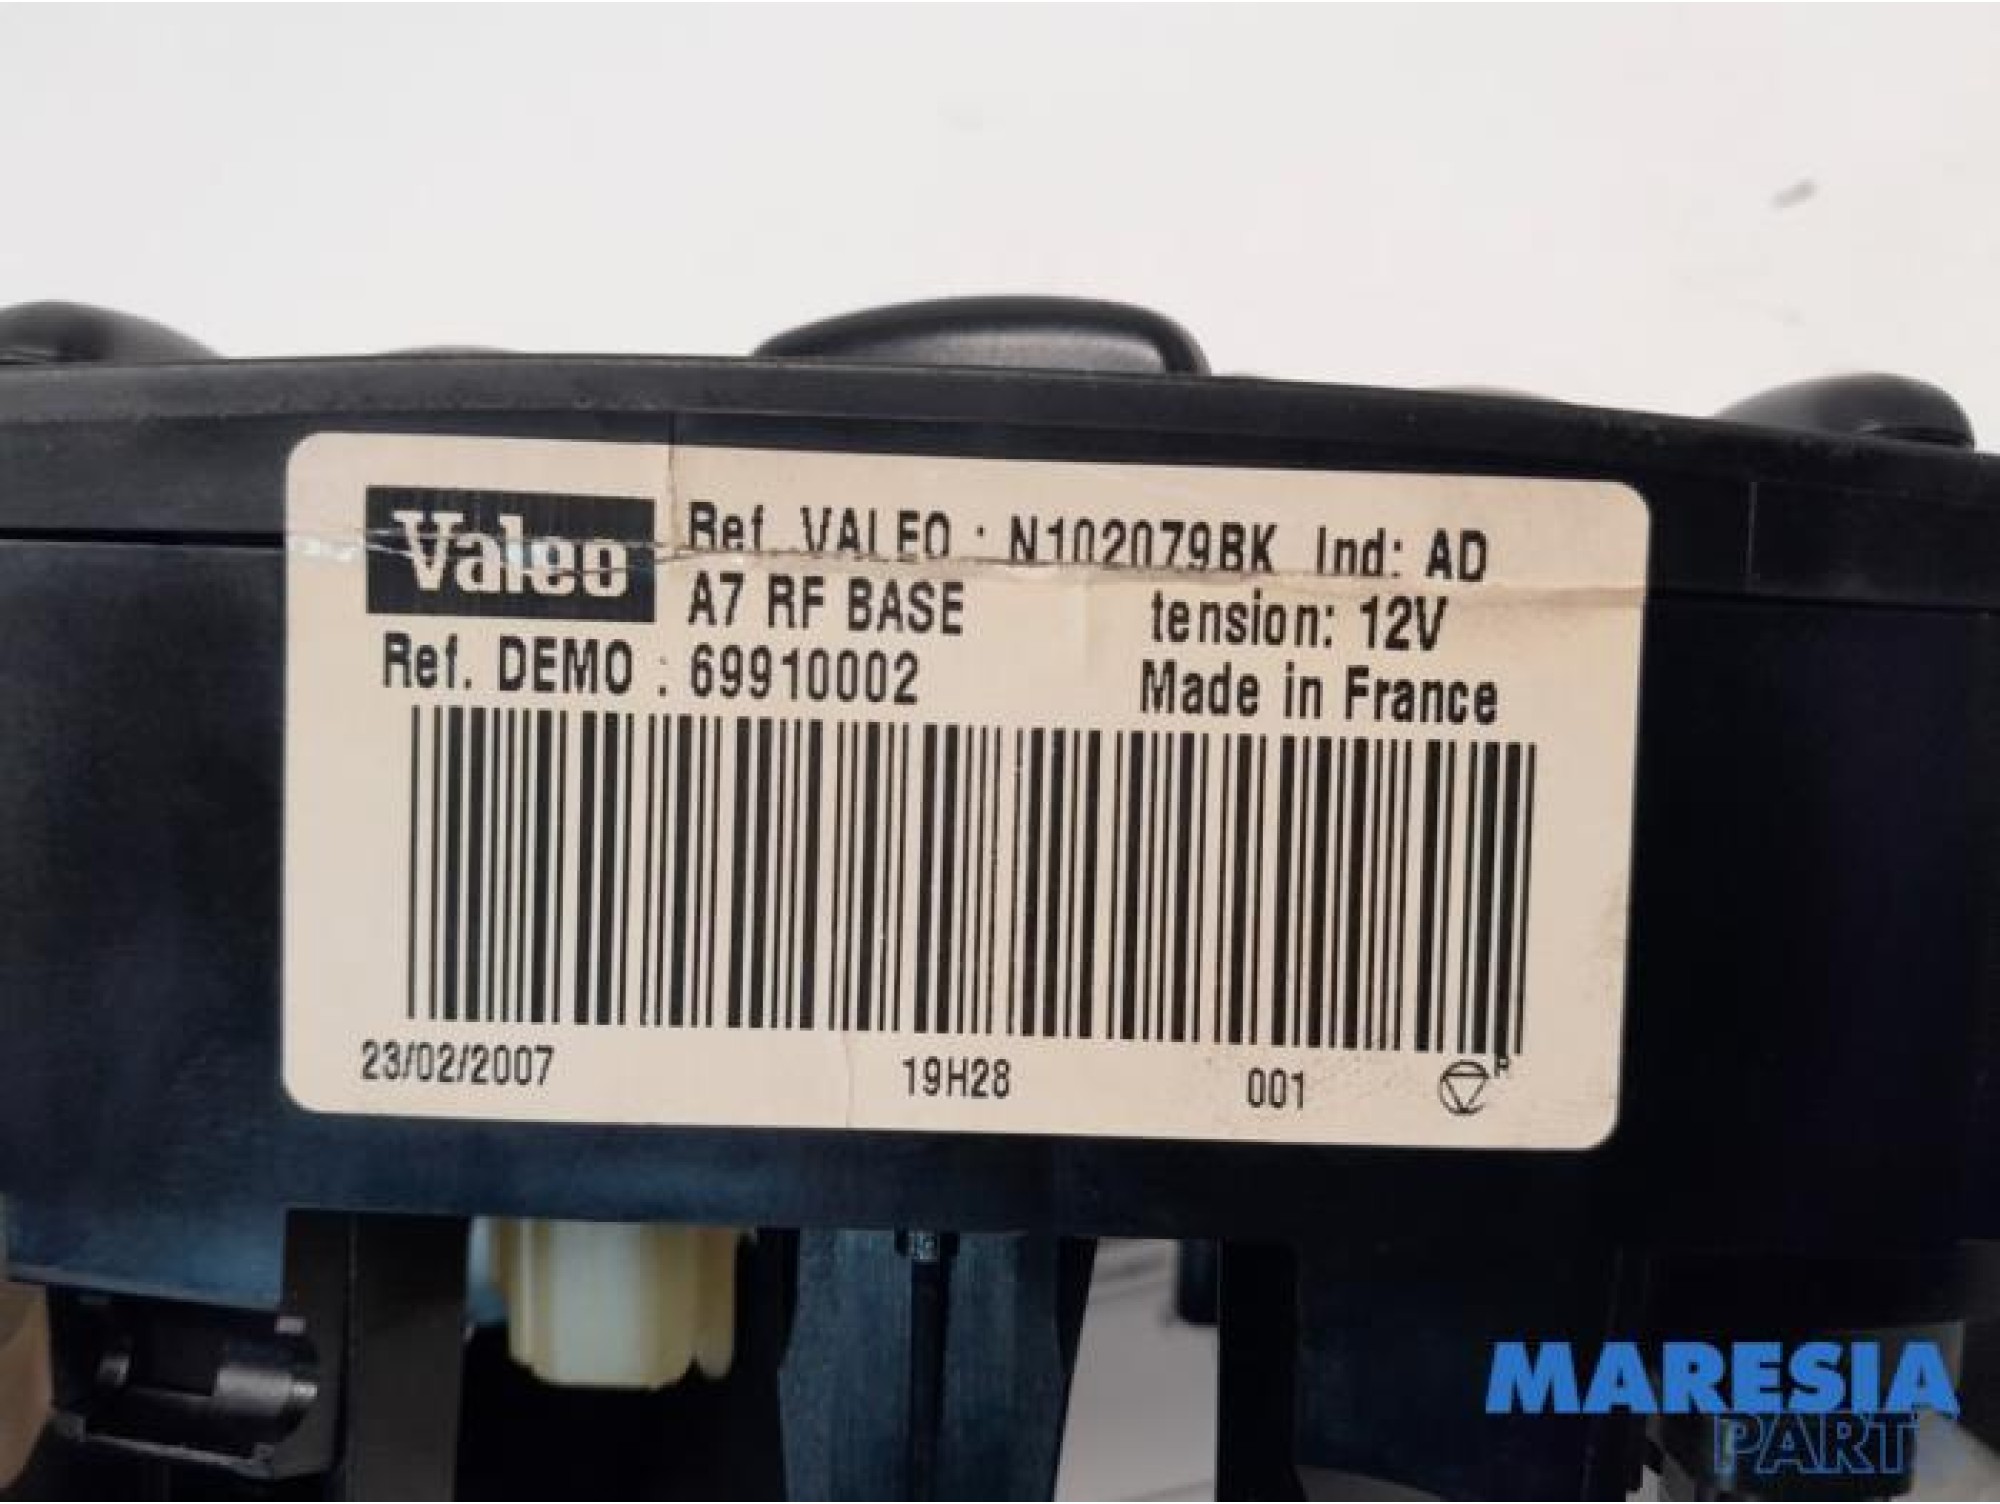 Valeo
Ref. VALEO : N102079BK Ind: AD
A7 RF BASE tension: 12V
Ref. DEMO : 69910002 Made in France
23/02/2007 19H28 001 R
MARESIA
PARTS